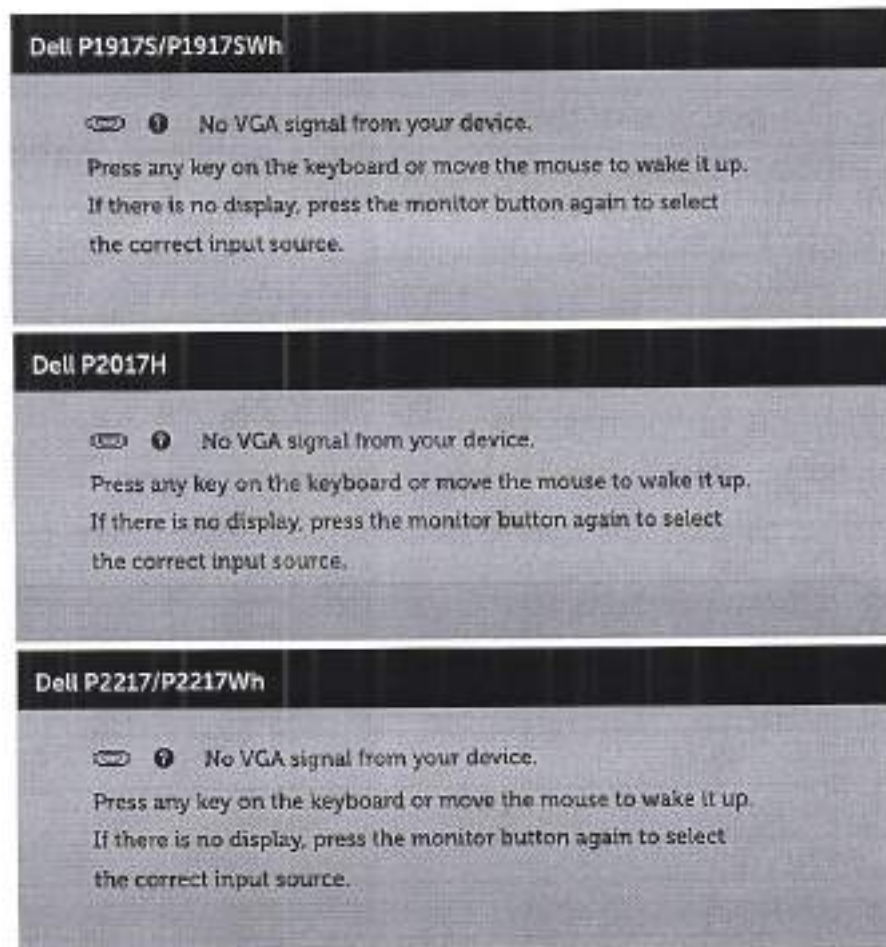 Dell P1917S/P1917SWh
No VGA signal from your device.
Press any key on the keyboard or move the mouse to wake it up.
If there is no display, press the monitor button again to select
the correct input source.
Dell P2017H
No VGA signal from your device.
Press any key on the keyboard or move the mouse to wake it up.
If there is no display, press the monitor button again to select
the correct input source.
Dell P2217/P2217Wh
No VGA signal from your device.
Press any key on the keyboard or move the mouse to wake it up.
If there is no display, press the monitor button again to select
the correct input source.